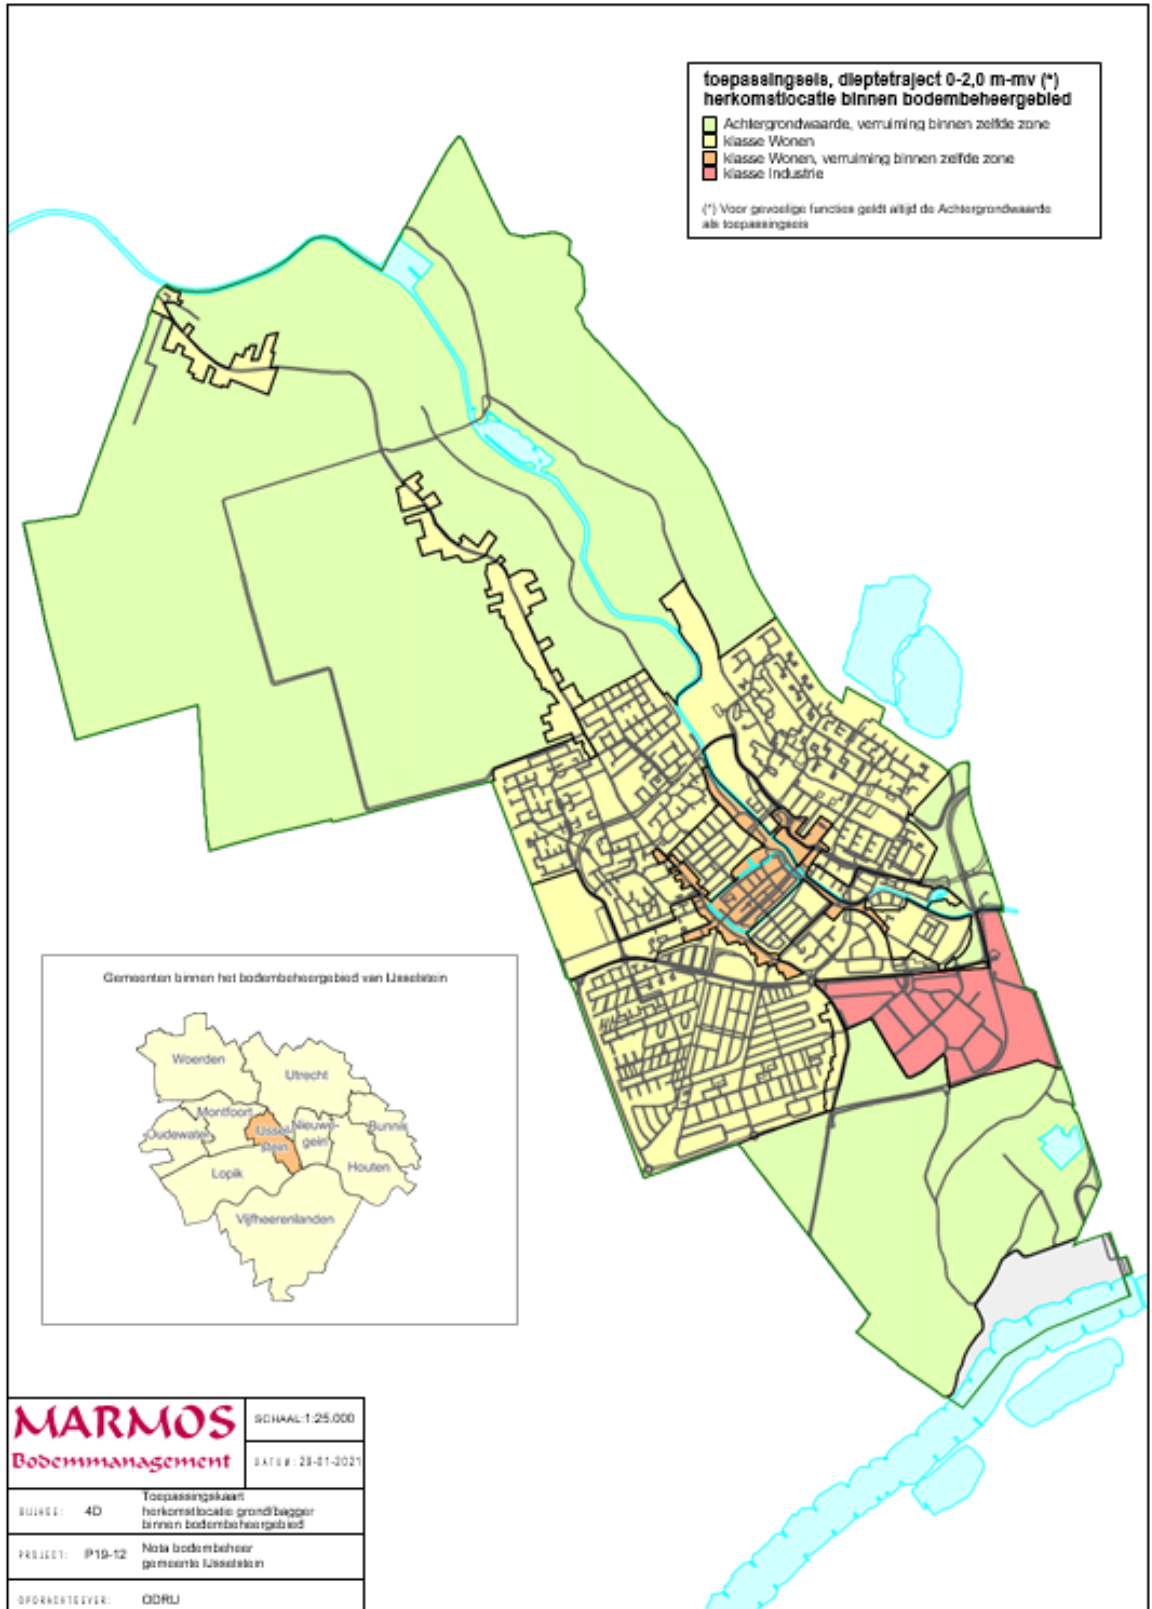 toepassingseis, dieptetraject 0-2,0 m-mv (*)
herkomstlocatie binnen bodembeheergebied
Achtergrondwaarde, verruiming binnen zelfde zone
klasse Wonen
klasse Wonen, verruiming binnen zelfde zone
klasse Industrie
(*) Voor gevoelige functies geldt altijd de Achtergrondwaarde
als toepassingseis
Gemeenten binnen het bodembeheergebied van IJsselstein
Woerden
Utrecht
Montfoort
Oudewater
IJssel-
stein
Nieuwe-
gein
Bunnik
Lopik
Houten
Vijfheerenlanden
MARMOS
Bodemmanagement
SCHAAL: 1:25.000
DATUM: 29-01-2021
BIJLAGE: 4D
Toepassingskaart
herkomstlocatie grond/bagger
binnen bodembeheergebied
PROJECT: P19-12
Nota bodembeheer
gemeente IJsselstein
OPDRACHTGEVER: ODRU